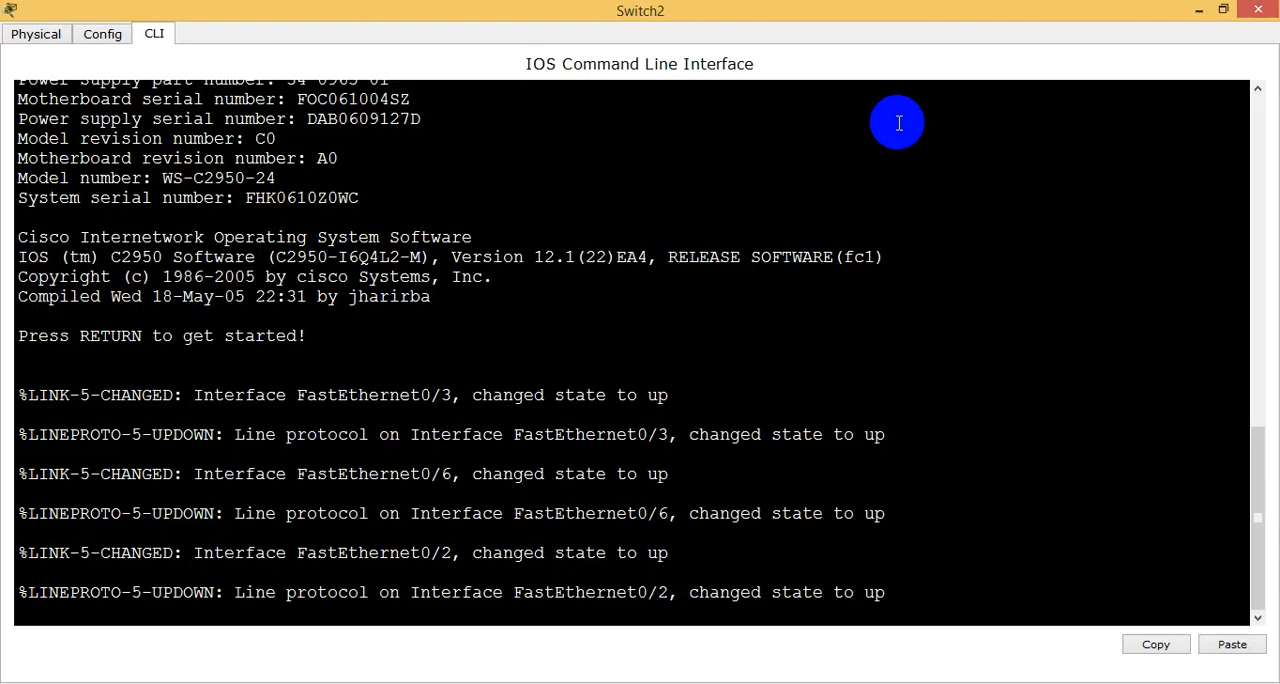 Switch2
Physical
Config
CLI
IOS Command Line Interface
Power supply part number: 34-0965-01
Motherboard serial number: FOC061004SZ
Power supply serial number: DAB0609127D
Model revision number: C0
Motherboard revision number: A0
Model number: WS-C2950-24
System serial number: FHK0610Z0WC
Cisco Internetwork Operating System Software
IOS (tm) C2950 Software (C2950-I6Q4L2-M), Version 12.1(22)EA4, RELEASE SOFTWARE(fc1)
Copyright (c) 1986-2005 by cisco Systems, Inc.
Compiled Wed 18-May-05 22:31 by jharirba
Press RETURN to get started!
%LINK-5-CHANGED: Interface FastEthernet0/3, changed state to up
%LINEPROTO-5-UPDOWN: Line protocol on Interface FastEthernet0/3, changed state to up
%LINK-5-CHANGED: Interface FastEthernet0/6, changed state to up
%LINEPROTO-5-UPDOWN: Line protocol on Interface FastEthernet0/6, changed state to up
%LINK-5-CHANGED: Interface FastEthernet0/2, changed state to up
%LINEPROTO-5-UPDOWN: Line protocol on Interface FastEthernet0/2, changed state to up
Copy
Paste